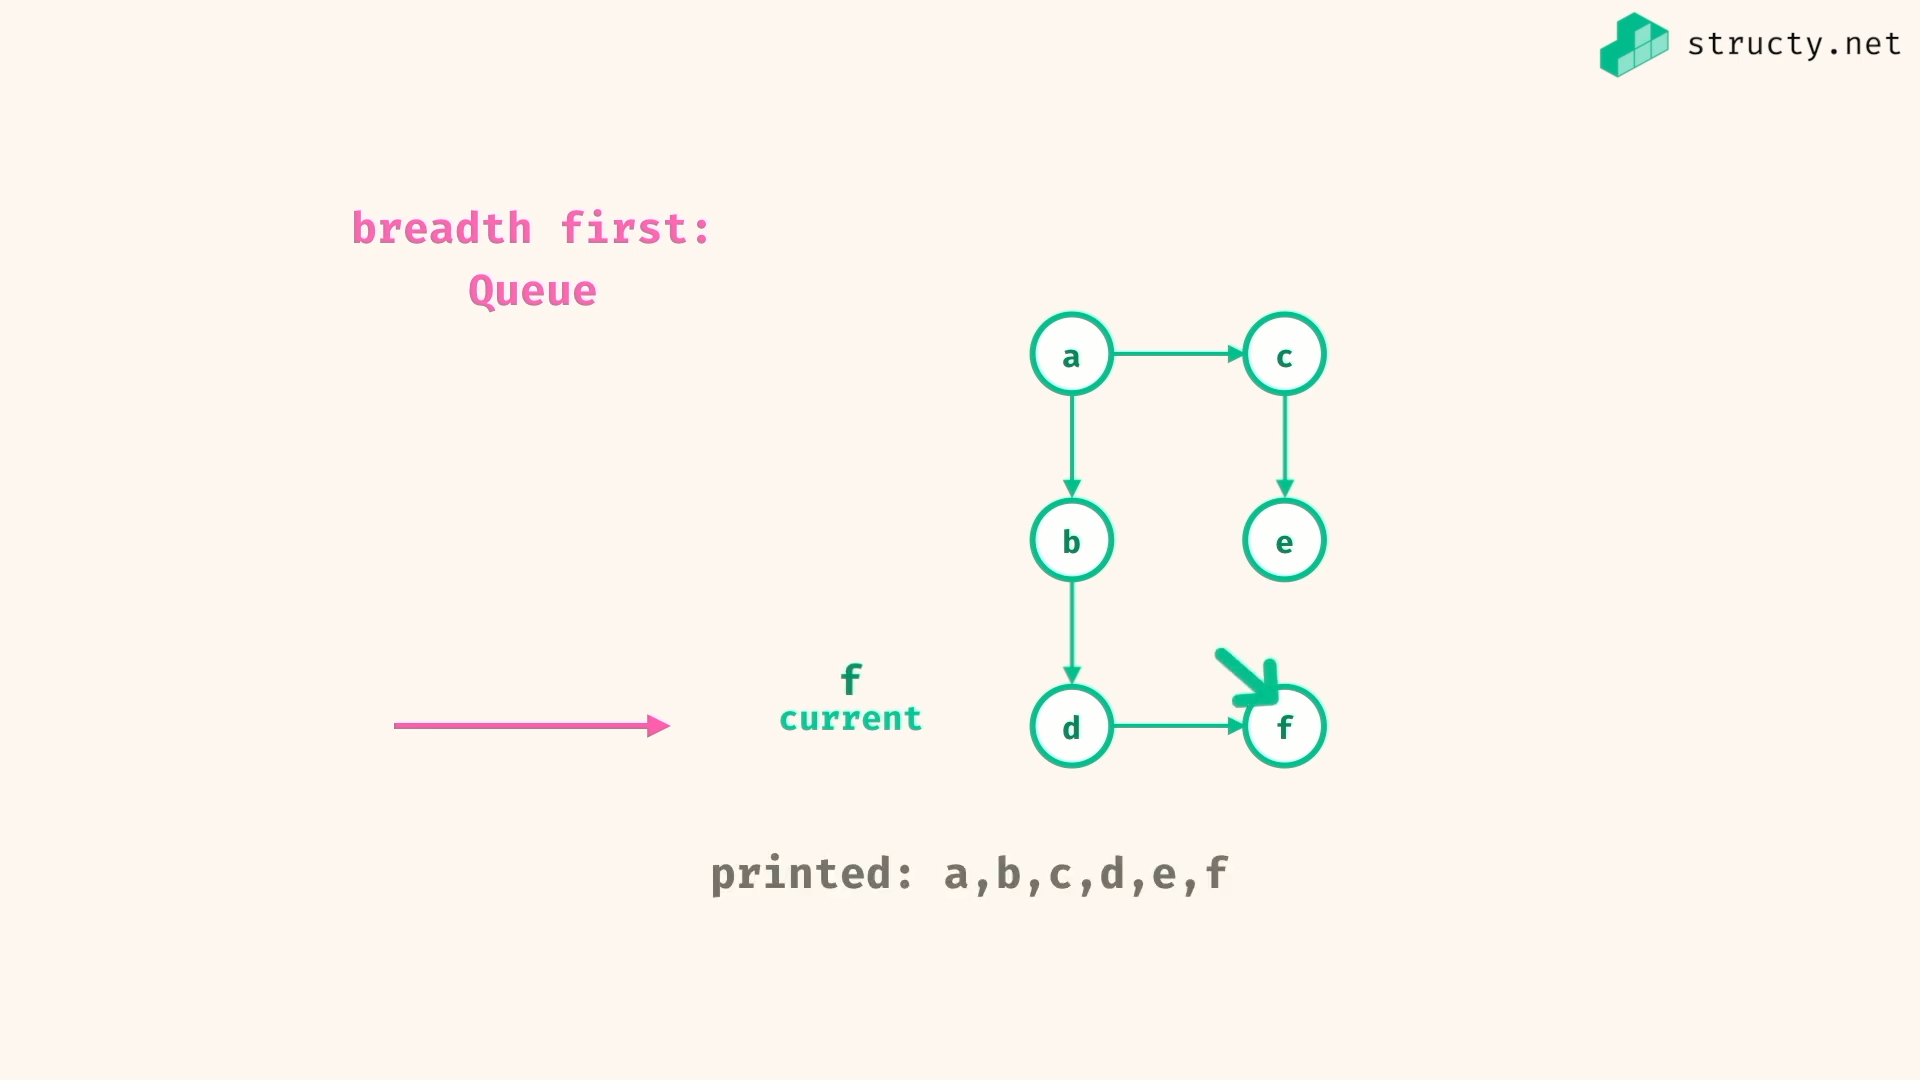 structy.net
breadth first:
Queue
a
c
b
e
f
current
d
f
printed: a,b,c,d,e,f